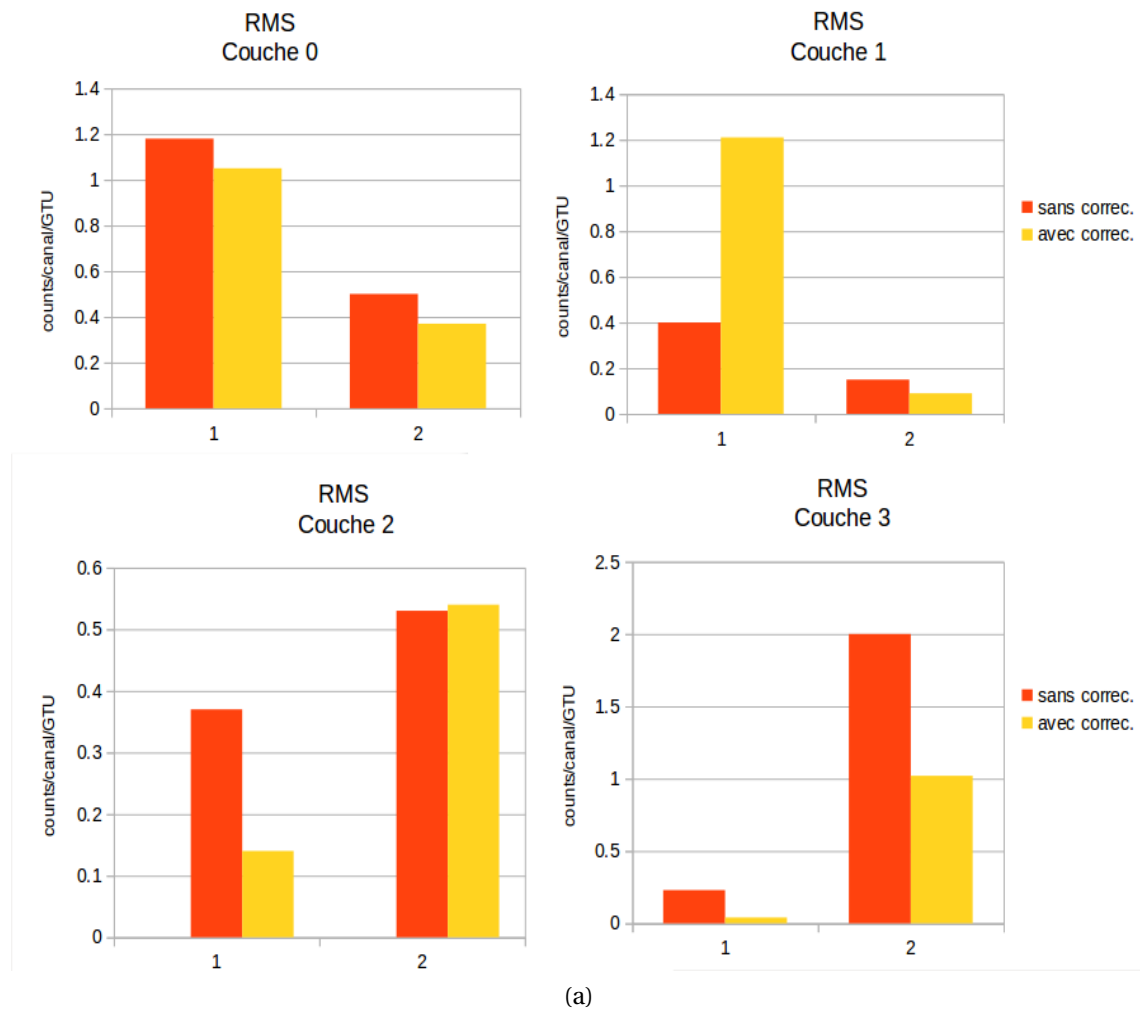 RMS
Couche 0
1.4
1.2
1
0.8
0.6
0.4
0.2
0
counts/canal/GTU
1
2
RMS
Couche 1
1.4
1.2
1
0.8
0.6
0.4
0.2
0
counts/canal/GTU
1
2
sans correc.
avec correc.
RMS
Couche 2
0.6
0.5
0.4
0.3
0.2
0.1
0
counts/canal/GTU
1
2
RMS
Couche 3
2.5
2
1.5
1
0.5
0
counts/canal/GTU
1
2
sans correc.
avec correc.
(a)